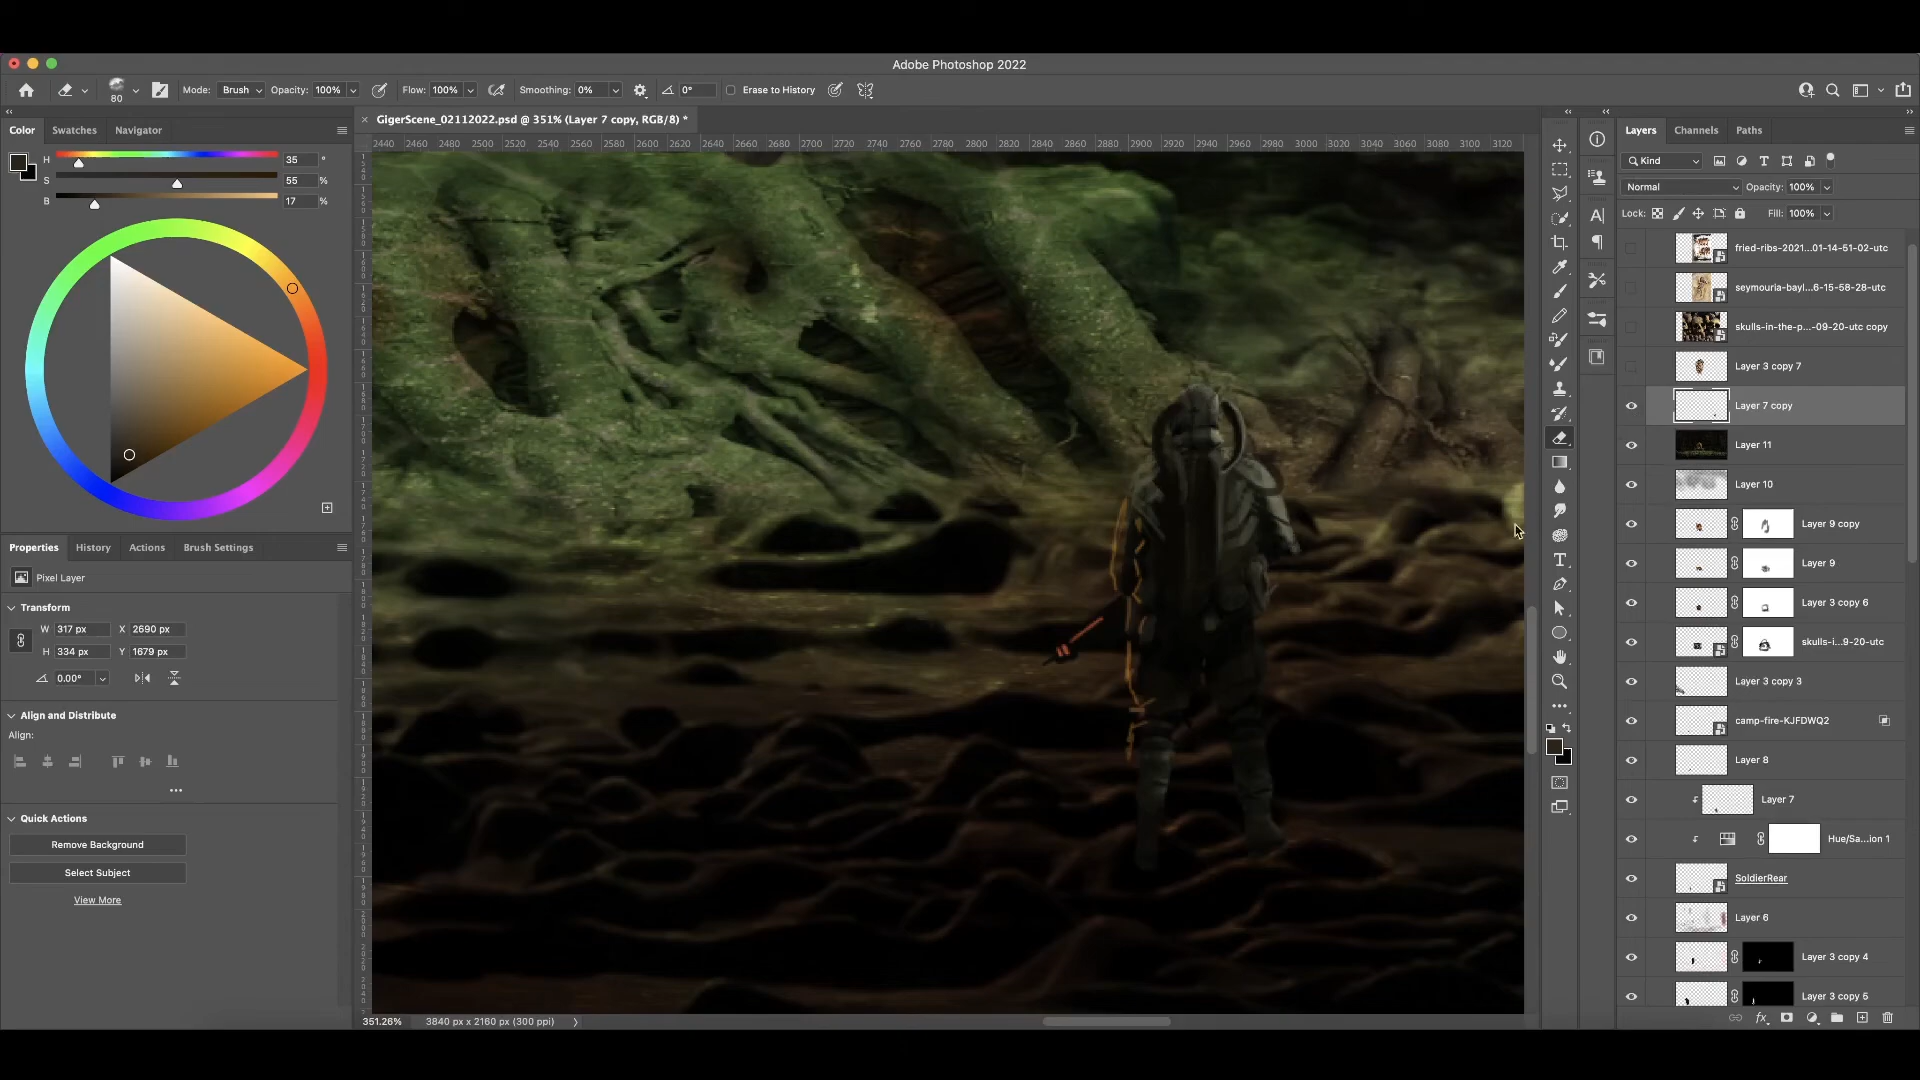 Adobe Photoshop 2022
80
Mode: Brush Opacity: 100% Flow: 100% Smoothing: 0% 0° Erase to History
Color Swatches Navigator
H 35 °
S 55 %
B 17 %
GigerScene_02112022.psd @ 351% (Layer 7 copy, RGB/8) *
2440 2460 2480 2500 2520 2540 2560 2580 2600 2620 2640 2660 2680 2700 2720 2740 2760 2780 2800 2820 2840 2860 2880 2900 2920 2940 2960 2980 3000 3020 3040 3060 3080 3100 3120
Properties History Actions Brush Settings
Pixel Layer
Transform
W 317 px X 2690 px
H 334 px Y 1679 px
0.00°
Align and Distribute
Align:
Quick Actions
Remove Background
Select Subject
View More
351.26% 3840 px x 2160 px (300 ppi)
Layers Channels Paths
Kind
Normal Opacity: 100%
Lock: Fill: 100%
fried-ribs-2021...01-14-51-02-utc
seymouria-bayl...6-15-58-28-utc
skulls-in-the-p...-09-20-utc copy
Layer 3 copy 7
Layer 7 copy
Layer 11
Layer 10
Layer 9 copy
Layer 9
Layer 3 copy 6
skulls-i...9-20-utc
Layer 3 copy 3
camp-fire-KJFDWQ2
Layer 8
Layer 7
Hue/Sa...ion 1
SoldierRear
Layer 6
Layer 3 copy 4
Layer 3 copy 5